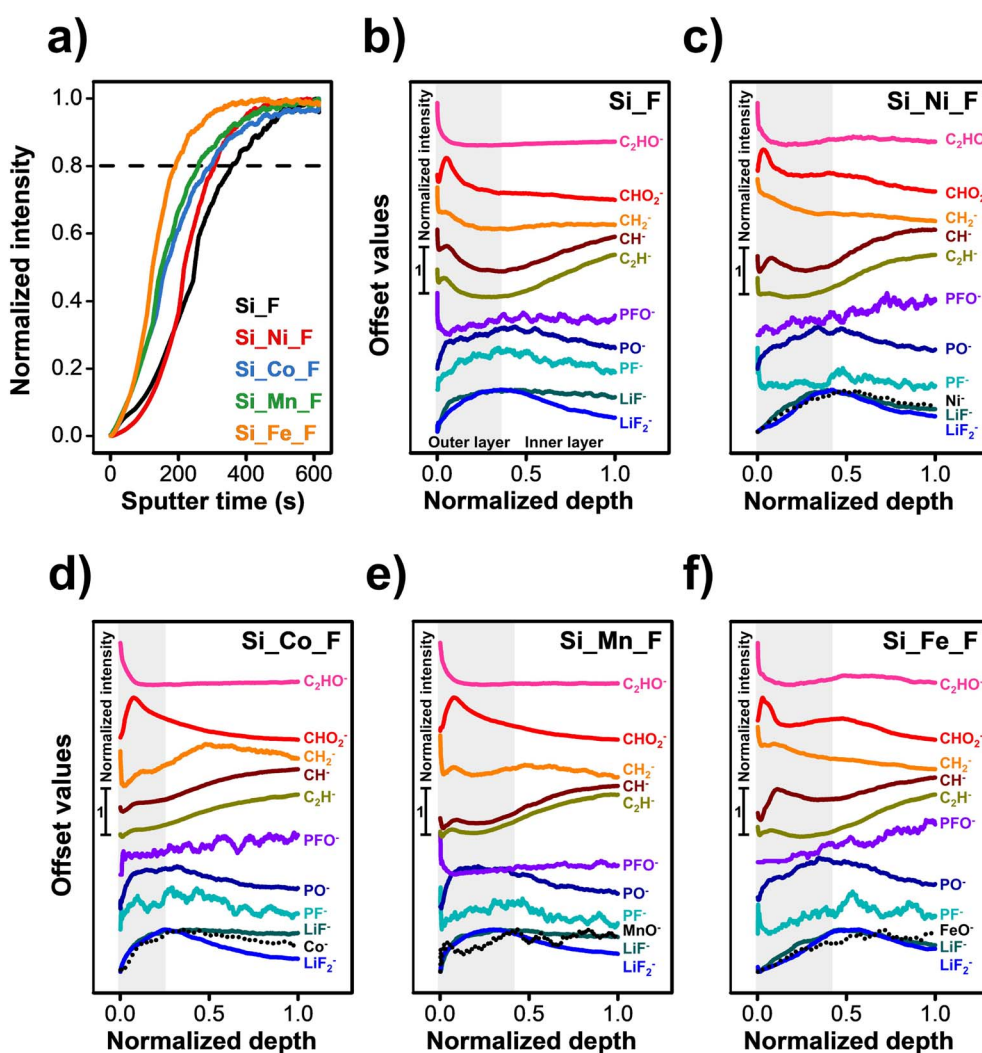 a)
Normalized intensity
1.0
0.8
0.6
0.4
0.2
0.0
Si_F
Si_Ni_F
Si_Co_F
Si_Mn_F
Si_Fe_F
0 200 400 600
Sputter time (s)
b)
Si_F
Offset values
Normalized intensity
1
C₂HO⁻
CHO₂⁻
CH₂⁻
CH⁻
C₂H⁻
PFO⁻
PO⁻
PF⁻
LiF⁻
LiF₂⁻
Outer layer Inner layer
0.0 0.5 1.0
Normalized depth
c)
Si_Ni_F
Normalized intensity
1
C₂HO⁻
CHO₂⁻
CH₂⁻
CH⁻
C₂H⁻
PFO⁻
PO⁻
PF⁻
Ni⁻
LiF⁻
LiF₂⁻
0.0 0.5 1.0
Normalized depth
d)
Si_Co_F
Offset values
Normalized intensity
1
C₂HO⁻
CHO₂⁻
CH₂⁻
CH⁻
C₂H⁻
PFO⁻
PO⁻
PF⁻
LiF⁻
Co⁻
LiF₂⁻
0.0 0.5 1.0
Normalized depth
e)
Si_Mn_F
Normalized intensity
1
C₂HO⁻
CHO₂⁻
CH₂⁻
CH⁻
C₂H⁻
PFO⁻
PO⁻
PF⁻
MnO⁻
LiF⁻
LiF₂⁻
0.0 0.5 1.0
Normalized depth
f)
Si_Fe_F
Normalized intensity
1
C₂HO⁻
CHO₂⁻
CH₂⁻
CH⁻
C₂H⁻
PFO⁻
PO⁻
PF⁻
FeO⁻
LiF⁻
LiF₂⁻
0.0 0.5 1.0
Normalized depth